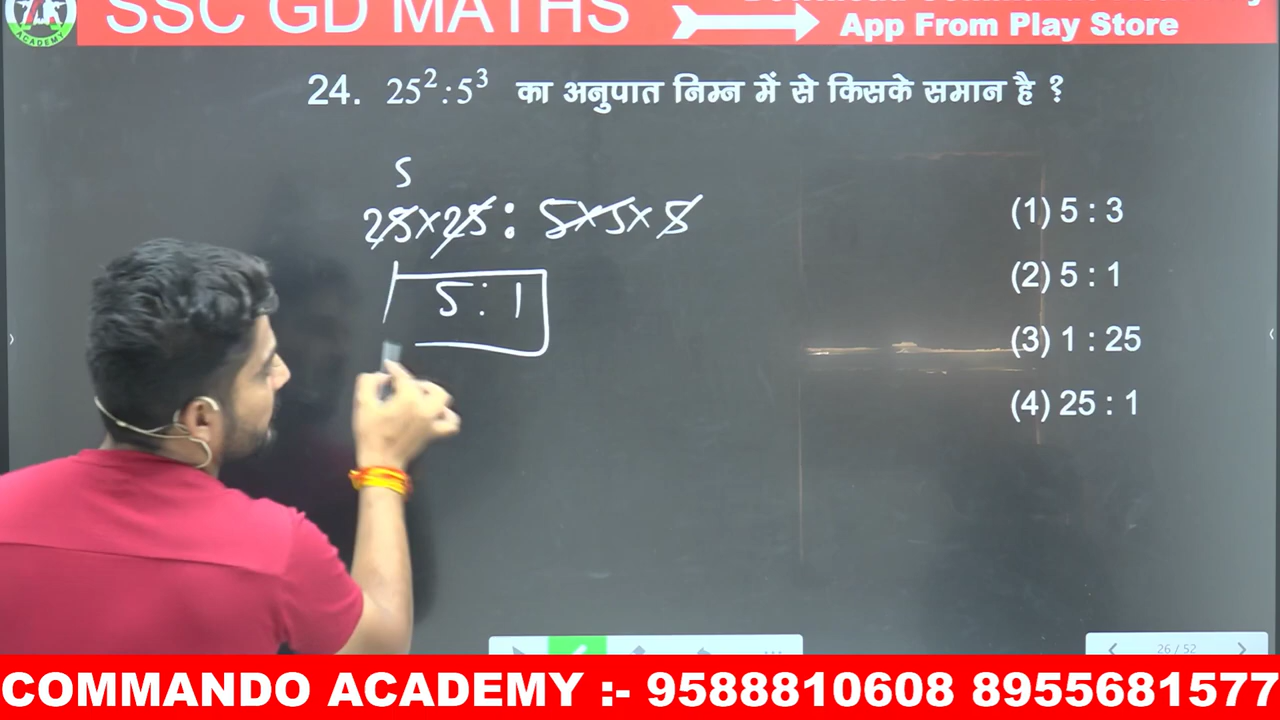 SSC GD MATHS
App From Play Store
ACADEMY
24. 25²:5³ का अनुपात निम्न में से किसके समान है ?
5
25×25 : 5×5×5
5 : 1
(1) 5 : 3
(2) 5 : 1
(3) 1 : 25
(4) 25 : 1
26 / 52
COMMANDO ACADEMY :- 9588810608 8955681577